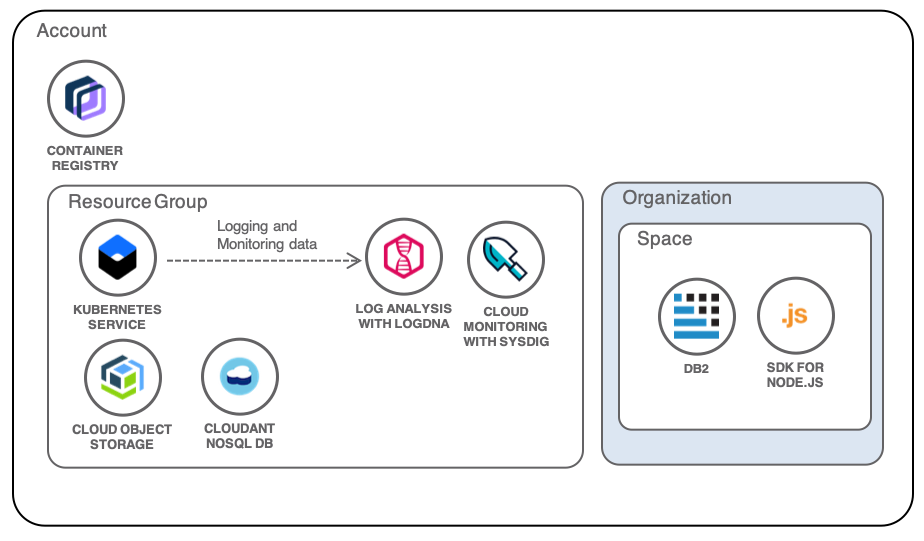 Account
CONTAINER
REGISTRY
Resource Group
Logging and
Monitoring data
KUBERNETES
SERVICE
LOG ANALYSIS
WITH LOGDNA
CLOUD
MONITORING
WITH SYSDIG
CLOUD OBJECT
STORAGE
CLOUDANT
NOSQL DB
Organization
Space
DB2
.js
SDK FOR
NODE.JS